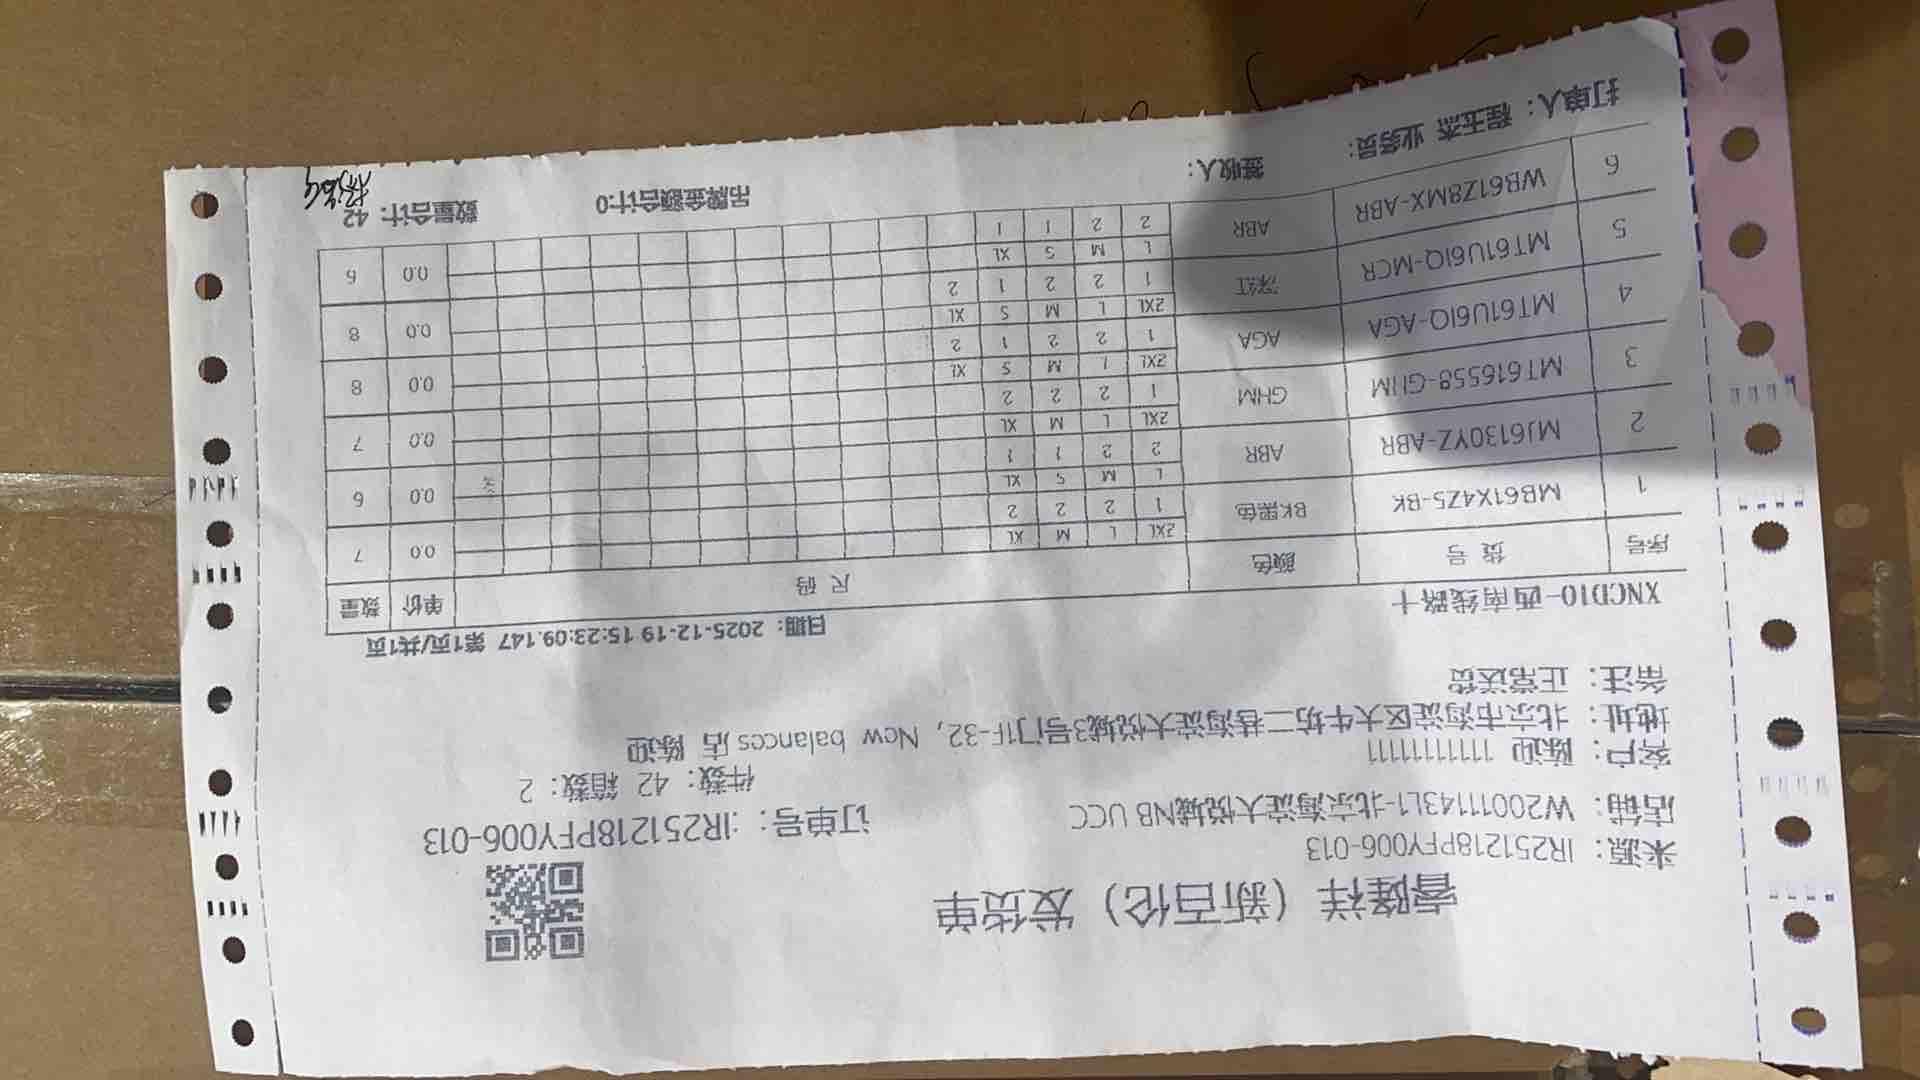 睿隆祥（新百伦）发货单
来源： IR251218PFY006-013
订单号： :IR251218PFY006-013
店铺： W20011143L1-北京海淀大悦城NB UCC
件数： 42 箱数： 2
客户： 陈迎 11111111111
地址： 北京市海淀区大牛坊二巷海淀大悦城3号门1F-32, New balances店 陈迎
备注： 正常送货
XNCD10-西南线路十
日期： 2025-12-19 15:23:09.147 第1页/共1页
序号 货号 颜色 尺码 单价 数量
1 MB61X4Z5-BK BK黑色 2XL L M XL 0.0 7
1 2 2 2
2 MJ6130YZ-ABR ABR L M S XL 0.0 6
2 2 1 1
3 MT616558-GHM GHM 2XL L M XL 0.0 7
1 2 2 2
4 MT61U6IQ-AGA AGA 2XL L M S XL 0.0 8
1 2 2 1 2
5 MT61U6IQ-MCR 深红 2XL L M S XL 0.0 8
1 2 2 1 2
6 WB61Z8MX-ABR ABR L M S XL 0.0 6
2 2 1 1
吊牌金额合计:0 数量合计： 42
打单人： 程玉杰 业务员: 签收人：